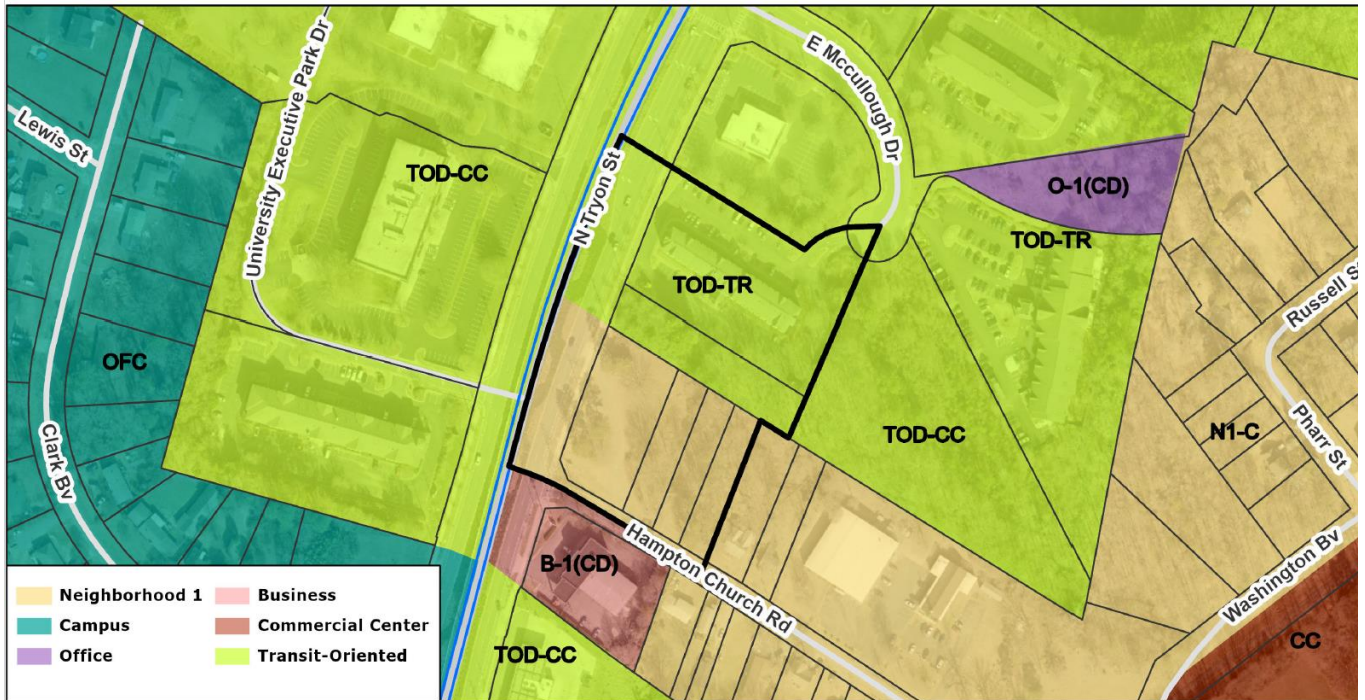 E Mccullough Dr
Lewis St
University Executive Park Dr
TOD-CC
N Tryon St
O-1(CD)
TOD-TR
TOD-TR
Russell St
OFC
Clark Bv
TOD-CC
N1-C
Pharr St
Hampton Church Rd
B-1(CD)
Washington Bv
TOD-CC
CC
Neighborhood 1
Business
Campus
Commercial Center
Office
Transit-Oriented